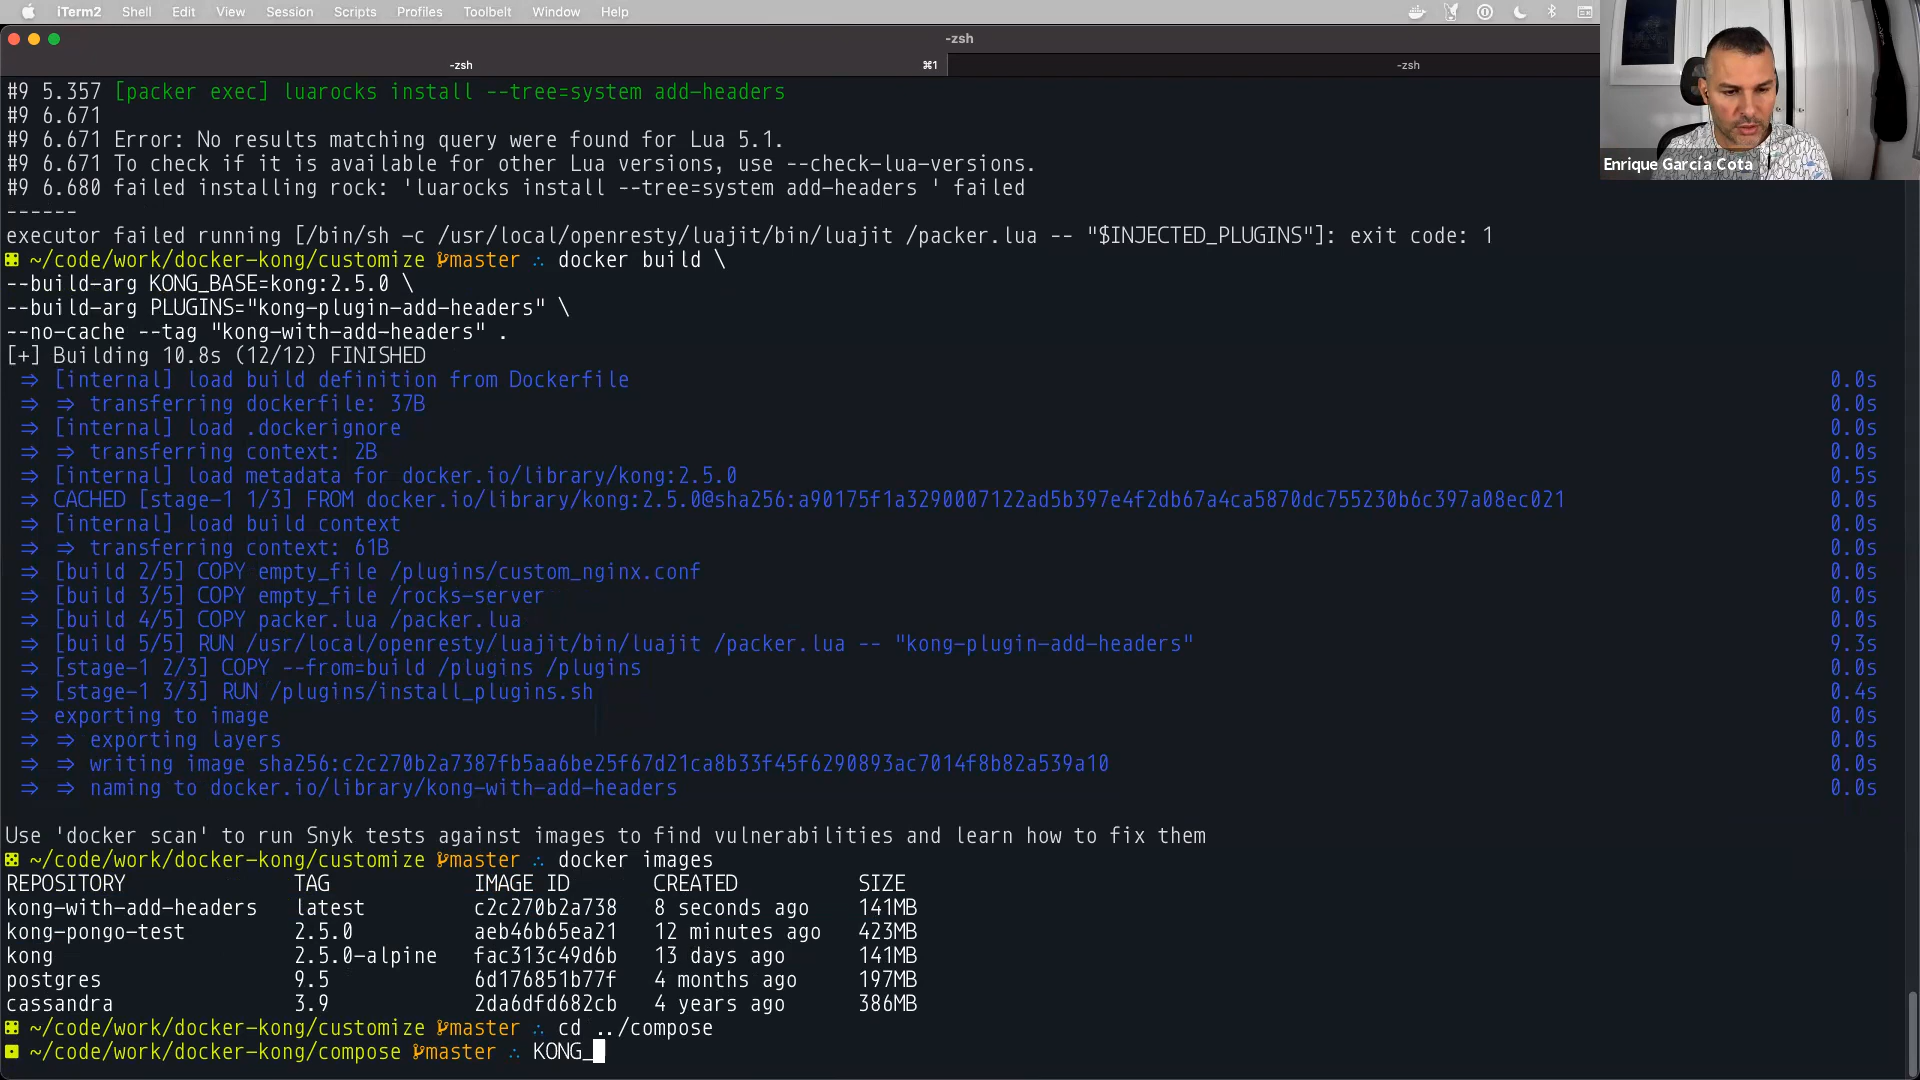 iTerm2 Shell Edit View Session Scripts Profiles Toolbelt Window Help
-zsh
-zsh ⌘1 -zsh
#9 5.357 [packer exec] luarocks install --tree=system add-headers
#9 6.671
#9 6.671 Error: No results matching query were found for Lua 5.1.
#9 6.671 To check if it is available for other Lua versions, use --check-lua-versions.
#9 6.680 failed installing rock: 'luarocks install --tree=system add-headers ' failed
------
executor failed running [/bin/sh -c /usr/local/openresty/luajit/bin/luajit /packer.lua -- "$INJECTED_PLUGINS"]: exit code: 1
~/code/work/docker-kong/customize master ∴ docker build \
--build-arg KONG_BASE=kong:2.5.0 \
--build-arg PLUGINS="kong-plugin-add-headers" \
--no-cache --tag "kong-with-add-headers" .
[+] Building 10.8s (12/12) FINISHED
⇒ [internal] load build definition from Dockerfile 0.0s
⇒ ⇒ transferring dockerfile: 37B 0.0s
⇒ [internal] load .dockerignore 0.0s
⇒ ⇒ transferring context: 2B 0.0s
⇒ [internal] load metadata for docker.io/library/kong:2.5.0 0.5s
⇒ CACHED [stage-1 1/3] FROM docker.io/library/kong:2.5.0@sha256:a90175f1a3290007122ad5b397e4f2db67a4ca5870dc755230b6c397a08ec021 0.0s
⇒ [internal] load build context 0.0s
⇒ ⇒ transferring context: 61B 0.0s
⇒ [build 2/5] COPY empty_file /plugins/custom_nginx.conf 0.0s
⇒ [build 3/5] COPY empty_file /rocks-server 0.0s
⇒ [build 4/5] COPY packer.lua /packer.lua 0.0s
⇒ [build 5/5] RUN /usr/local/openresty/luajit/bin/luajit /packer.lua -- "kong-plugin-add-headers" 9.3s
⇒ [stage-1 2/3] COPY --from=build /plugins /plugins 0.0s
⇒ [stage-1 3/3] RUN /plugins/install_plugins.sh 0.4s
⇒ exporting to image 0.0s
⇒ ⇒ exporting layers 0.0s
⇒ ⇒ writing image sha256:c2c270b2a7387fb5aa6be25f67d21ca8b33f45f6290893ac7014f8b82a539a10 0.0s
⇒ ⇒ naming to docker.io/library/kong-with-add-headers 0.0s
Use 'docker scan' to run Snyk tests against images to find vulnerabilities and learn how to fix them
~/code/work/docker-kong/customize master ∴ docker images
REPOSITORY TAG IMAGE ID CREATED SIZE
kong-with-add-headers latest c2c270b2a738 8 seconds ago 141MB
kong-pongo-test 2.5.0 aeb46b65ea21 12 minutes ago 423MB
kong 2.5.0-alpine fac313c49d6b 13 days ago 141MB
postgres 9.5 6d176851b77f 4 months ago 197MB
cassandra 3.9 2da6dfd682cb 4 years ago 386MB
~/code/work/docker-kong/customize master ∴ cd ../compose
~/code/work/docker-kong/compose master ∴ KONG_
Enrique García Cota